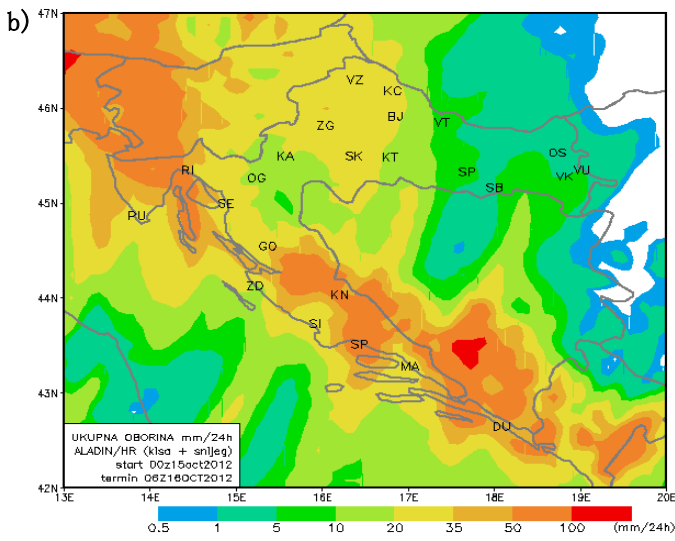 b)
47N
46N
45N
44N
43N
42N
VZ
KC
ZG
BJ
VT
KA
SK
KT
OS
RI
OG
SP
VK
VU
SB
SE
PU
GO
ZD
KN
SI
SP
MA
DU
UKUPNA OBORINA mm/24h
ALADIN/HR (kisa + snijeg)
start 00z15oct2012
termin 06Z16OCT2012
13 14E 15E 16E 17E 18E 19E 20E
0.5 1 5 10 20 35 50 100 (mm/24h)